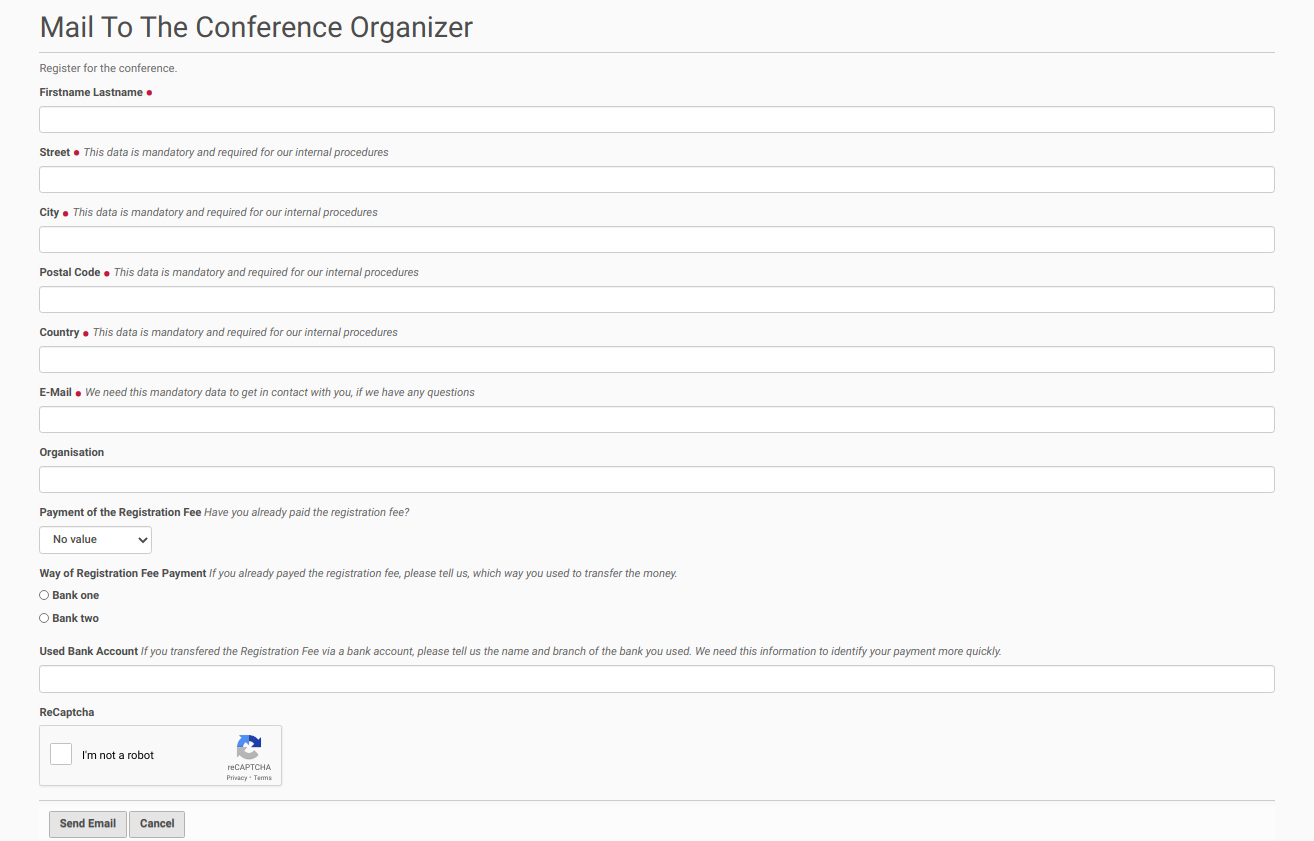 Mail To The Conference Organizer
Register for the conference.
Firstname Lastname
Street This data is mandatory and required for our internal procedures
City This data is mandatory and required for our internal procedures
Postal Code This data is mandatory and required for our internal procedures
Country This data is mandatory and required for our internal procedures
E-Mail We need this mandatory data to get in contact with you, if we have any questions
Organisation
Payment of the Registration Fee Have you already paid the registration fee?
No value
Way of Registration Fee Payment If you already payed the registration fee, please tell us, which way you used to transfer the money.
Bank one
Bank two
Used Bank Account If you transfered the Registration Fee via a bank account, please tell us the name and branch of the bank you used. We need this information to identify your payment more quickly.
ReCaptcha
I'm not a robot
reCAPTCHA
Privacy - Terms
Send Email Cancel